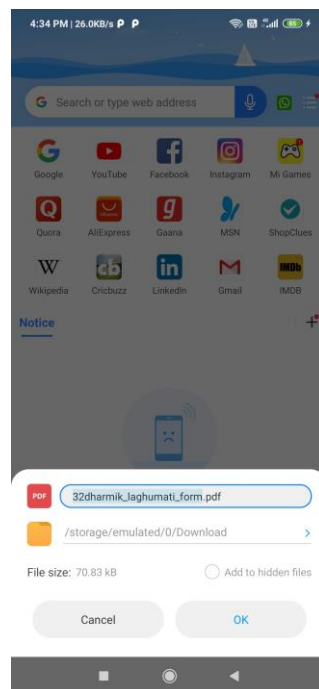 4:34 PM | 26.0KB/s
Search or type web address
Google YouTube Facebook Instagram Mi Games
Quora AliExpress Gaana MSN ShopClues
Wikipedia Cricbuzz LinkedIn Gmail IMDB
Notice
PDF 32dharmik_laghumati_form.pdf
/storage/emulated/0/Download
File size: 70.83 kB Add to hidden files
Cancel OK